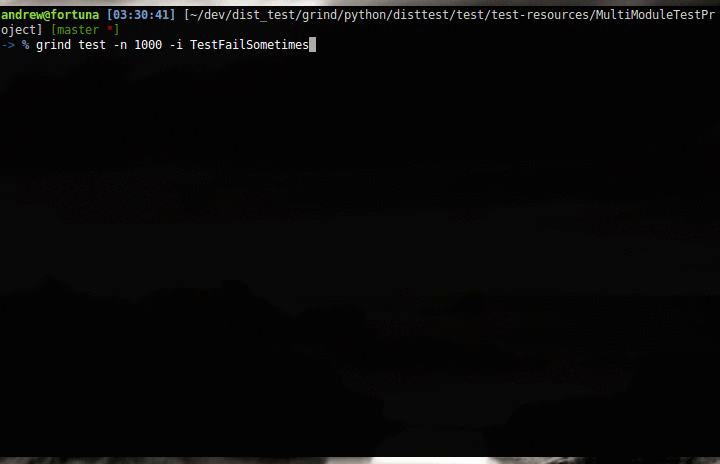 andrew@fortuna [03:30:41] [~/dev/dist_test/grind/python/disttest/test/test-resources/MultiModuleTestPr
oject] [master *]
-> % grind test -n 1000 -i TestFailSometimes